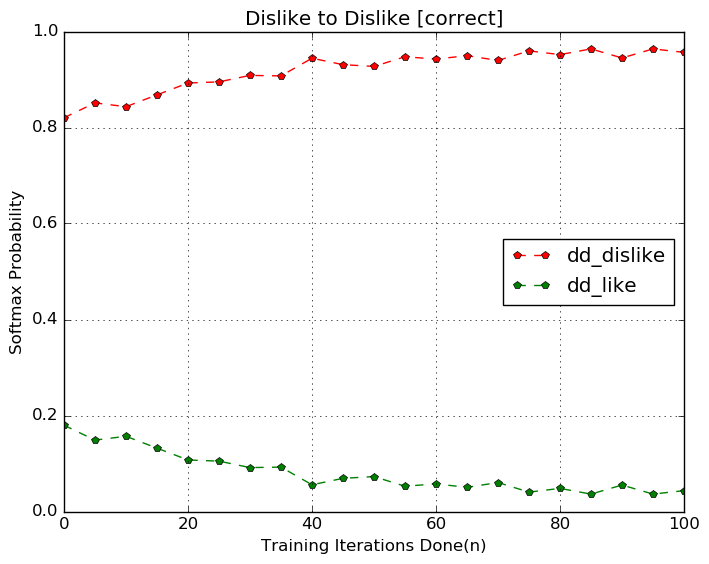 Dislike to Dislike [correct]
1.0
0.8
0.6
0.4
0.2
0.0
Softmax Probability
dd_dislike
dd_like
0 20 40 60 80 100
Training Iterations Done(n)